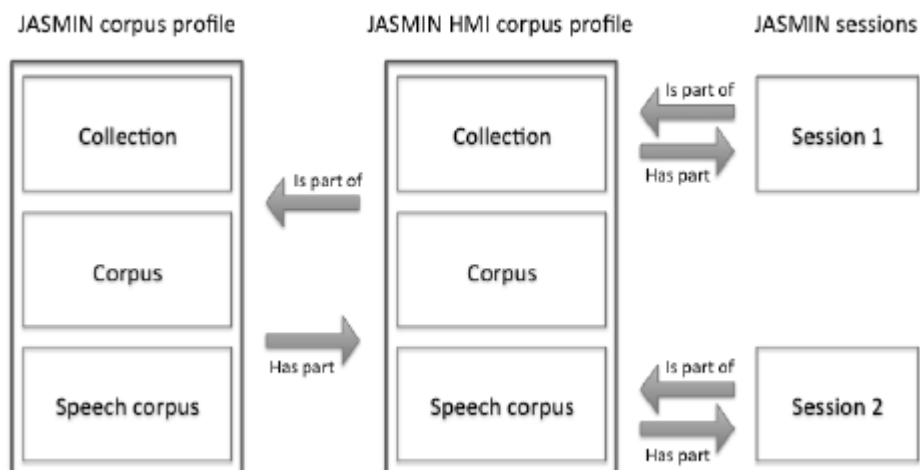 JASMIN corpus profile
JASMIN HMI corpus profile
JASMIN sessions
Collection
Corpus
Speech corpus
Is part of
Has part
Collection
Corpus
Speech corpus
Is part of
Has part
Session 1
Is part of
Has part
Session 2